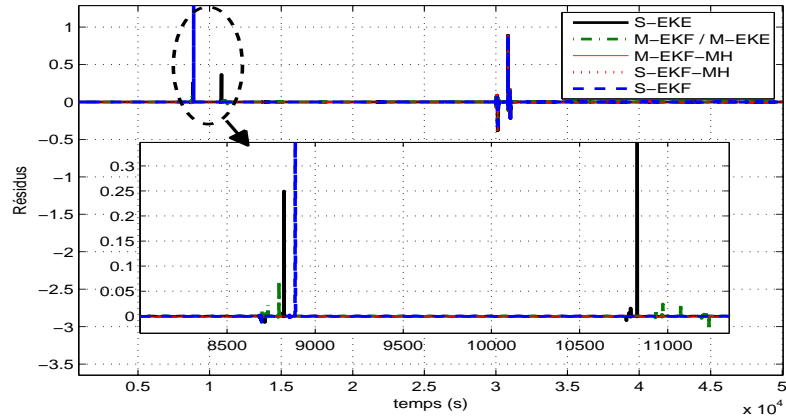 1
0.5
0
−0.5
−1
−1.5
−2
−2.5
−3
−3.5
Résidus
S−EKE
M−EKF / M−EKE
M−EKF−MH
S−EKF−MH
S−EKF
0.3
0.25
0.2
0.15
0.1
0.05
0
8500 9000 9500 10000 10500 11000
0.5 1 1.5 2 2.5 3 3.5 4 4.5 5
temps (s)
x 10⁴